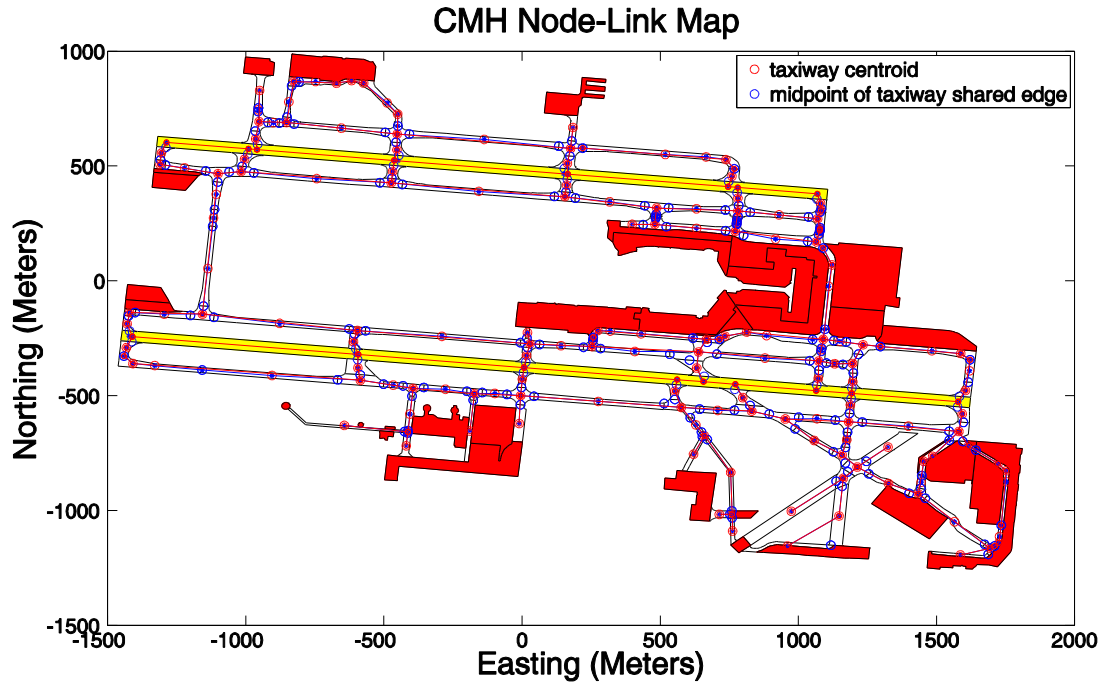 CMH Node-Link Map
taxiway centroid
midpoint of taxiway shared edge
Northing (Meters)
1000
500
0
-500
-1000
-1500
-1500
-1000
-500
0
500
1000
1500
2000
Easting (Meters)